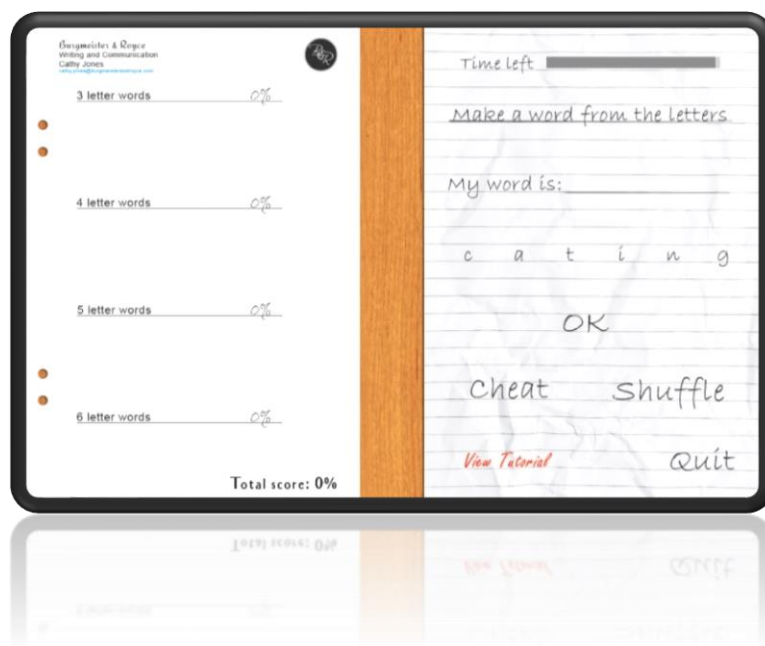 Burgmeister & Royce
Writing and Communication
Cathy Jones
3 letter words 0%
4 letter words 0%
5 letter words 0%
6 letter words 0%
Total score: 0%
Time left
Make a word from the letters
My word is:
c a t i n g
OK
Cheat Shuffle
View Tutorial Quit